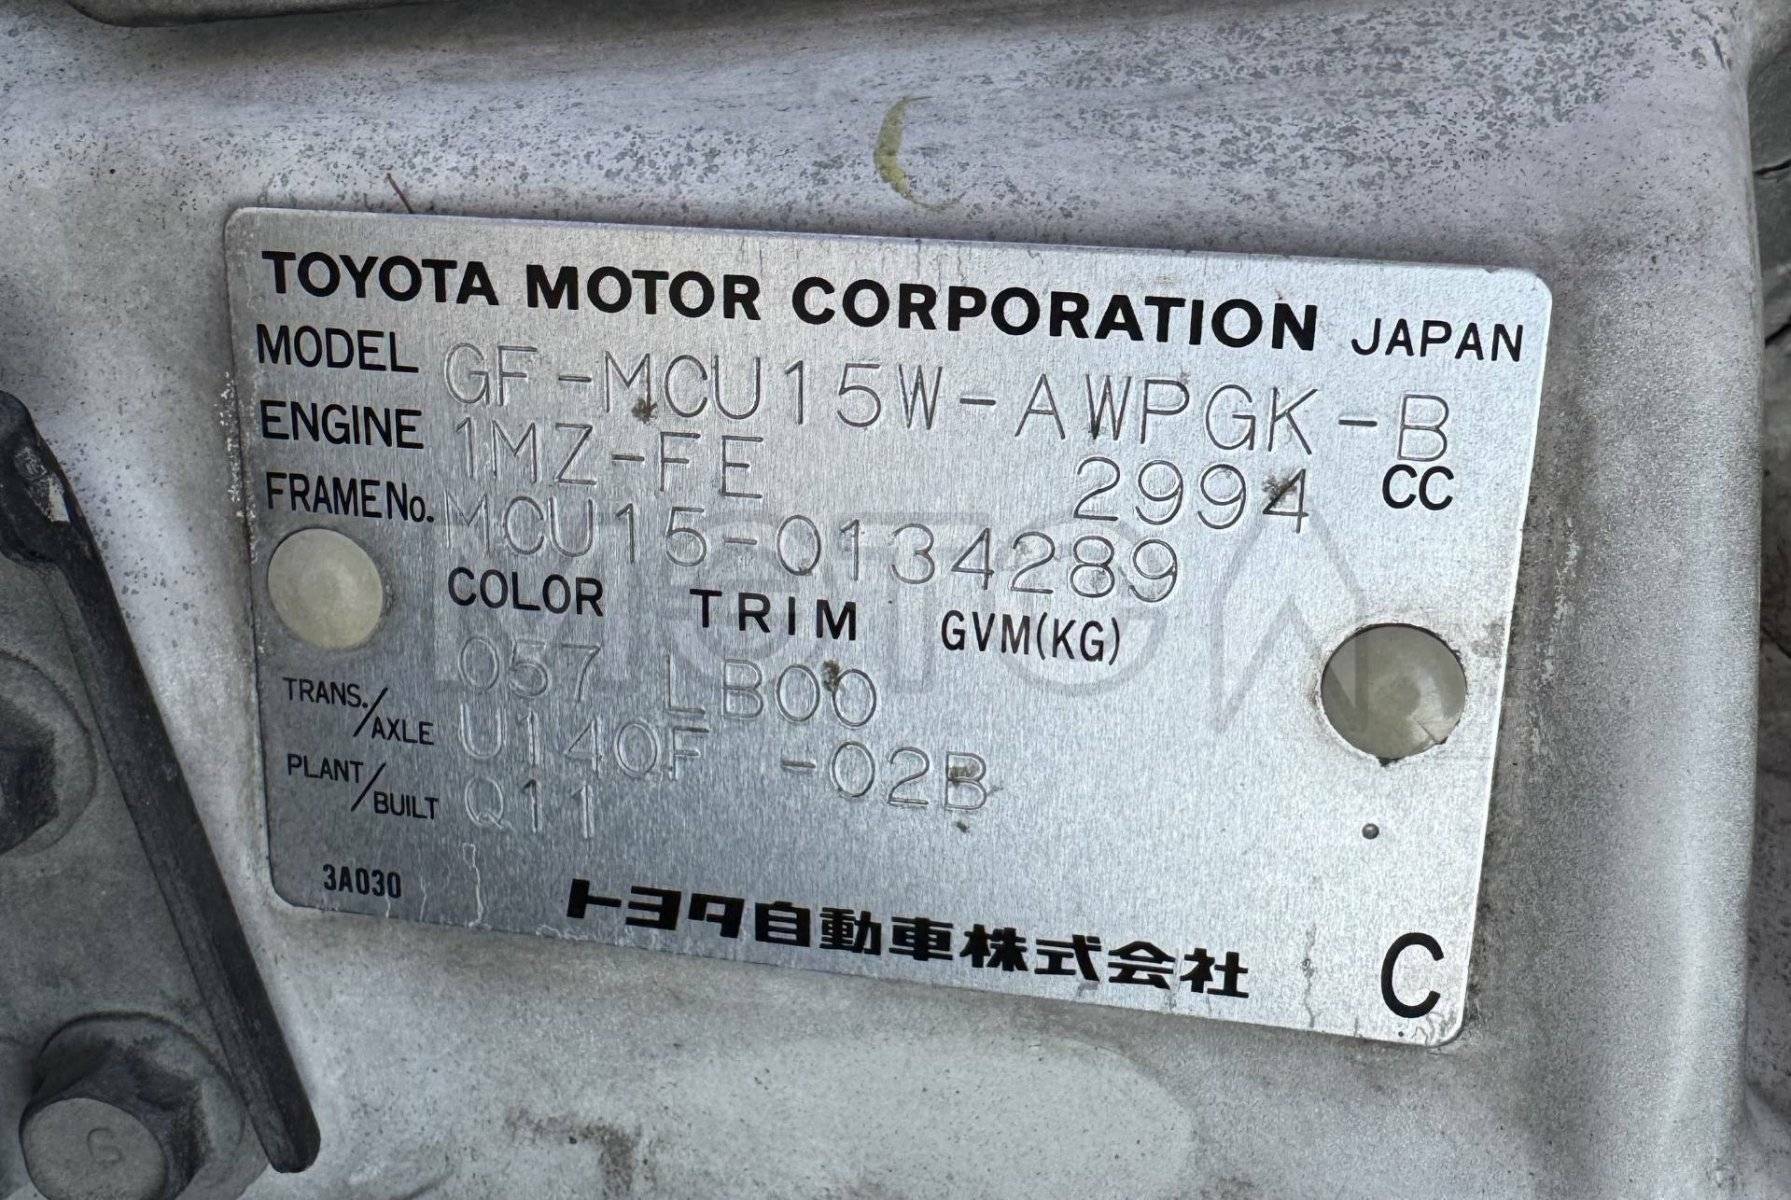 TOYOTA MOTOR CORPORATION JAPAN
MODEL GF-MCU15W-AWPGK-B
ENGINE 1MZ-FE 2994 CC
FRAME No. MCU15-0134289
COLOR TRIM GVM(KG)
057 LB00
TRANS./AXLE U140F -02B
PLANT/BUILT Q11
3A030
トヨタ自動車株式会社 C